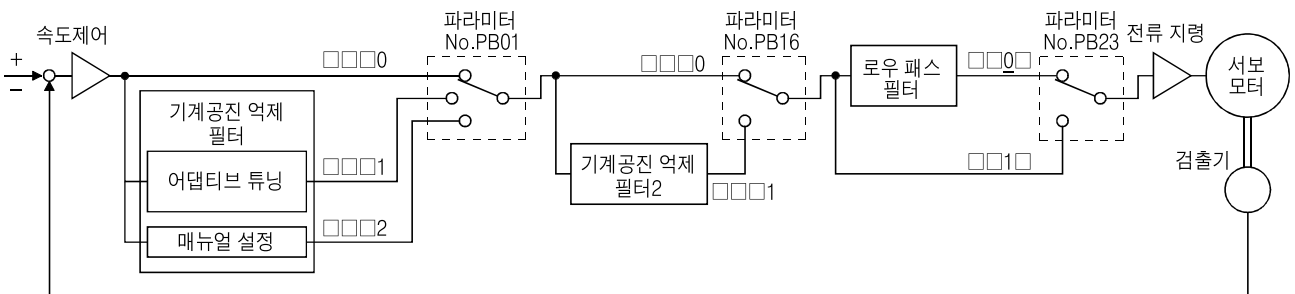 속도제어
+
−
□□□0
파라미터
No.PB01
기계공진 억제
필터
어댑티브 튜닝
□□□1
매뉴얼 설정
□□□2
□□□0
파라미터
No.PB16
기계공진 억제
필터2
□□□1
로우 패스
필터
□□0□
□□1□
파라미터
No.PB23
전류 지령
서보
모터
검출기